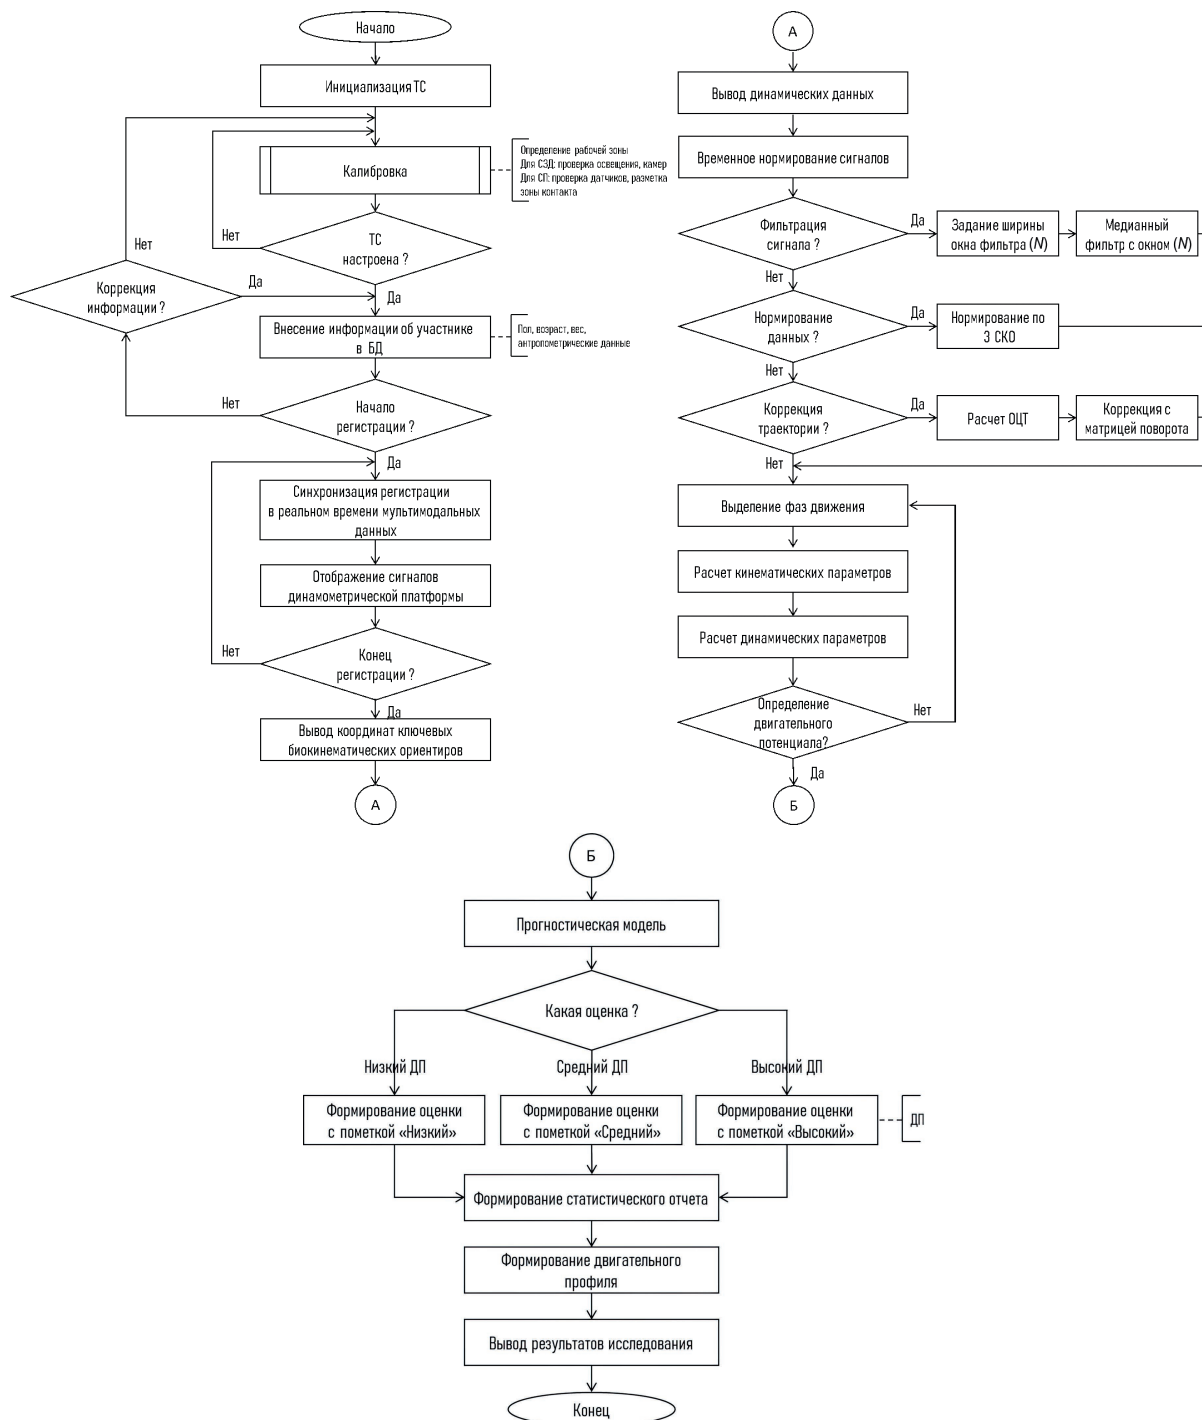 Начало
Инициализация ТС
Калибровка
Определение рабочей зоны
Для СЗД: проверка освещения, камер
Для СП: проверка датчиков, разметка
зоны контакта
Нет
ТС
настроена ?
Нет
Коррекция
информации ?
Да
Да
Внесение информации об участнике
в БД
Пол, возраст, вес,
антропометрические данные
Нет
Начало
регистрации ?
Да
Синхронизация регистрации
в реальном времени мультимодальных
данных
Отображение сигналов
динамометрической платформы
Нет
Конец
регистрации ?
Да
Вывод координат ключевых
биокинематических ориентиров
А
А
Вывод динамических данных
Временное нормирование сигналов
Фильтрация
сигнала ?
Да
Задание ширины
окна фильтра (N)
Медианный
фильтр с окном (N)
Нет
Нормирование
данных ?
Да
Нормирование по
3 СКО
Нет
Коррекция
траектории ?
Да
Расчет ОЦТ
Коррекция с
матрицей поворота
Нет
Выделение фаз движения
Расчет кинематических параметров
Расчет динамических параметров
Определение
двигательного
потенциала?
Нет
Да
Б
Б
Прогностическая модель
Какая оценка ?
Низкий ДП
Средний ДП
Высокий ДП
Формирование оценки
с пометкой «Низкий»
Формирование оценки
с пометкой «Средний»
Формирование оценки
с пометкой «Высокий»
ДП
Формирование статистического отчета
Формирование двигательного
профиля
Вывод результатов исследования
Конец